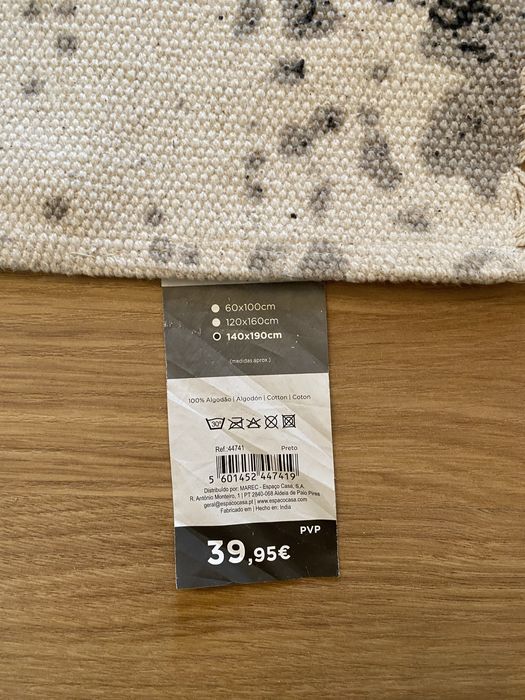 60x100cm
120x160cm
140x190cm
(medidas aprox.)
100% Algodão | Algodón | Cotton | Coton
30°
Ref.:44741 Preto
5 601452 447419
Distribuído por: MAREC - Espaço Casa, S.A.
R. António Monteiro, 1 | PT 2840-068 Aldeia de Paio Pires
geral@espacocasa.pt | www.espacocasa.com
Fabricado em | Hecho en: India
PVP
39,95€